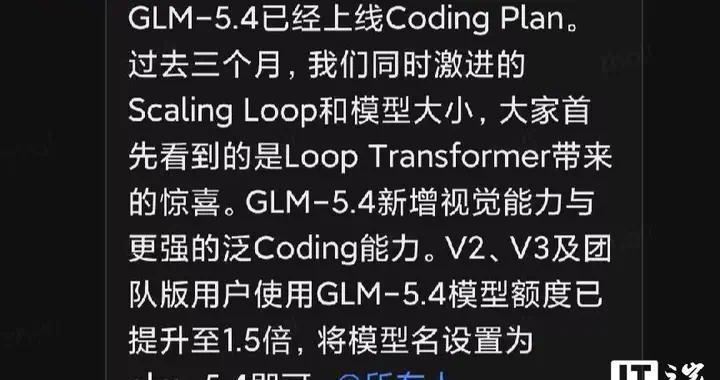 GLM-5.4已经上线Coding Plan。
过去三个月，我们同时激进的
Scaling Loop和模型大小，大家首
先看到的是Loop Transformer带来
的惊喜。GLM-5.4新增视觉能力与
更强的泛Coding能力。V2、V3及团
队版用户使用GLM-5.4模型额度已
提升至1.5倍，将模型名设置为